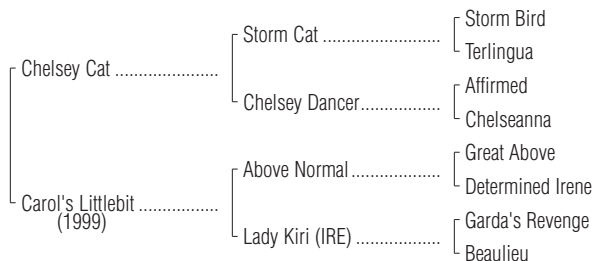 Storm Bird
Storm Cat ........................
Terlingua
Chelsey Cat .....................
Affirmed
Chelsey Dancer................
Chelseanna
Great Above
Above Normal..................
Determined Irene
Carol's Littlebit ................
(1999)
Garda's Revenge
Lady Kiri (IRE) .................
Beaulieu